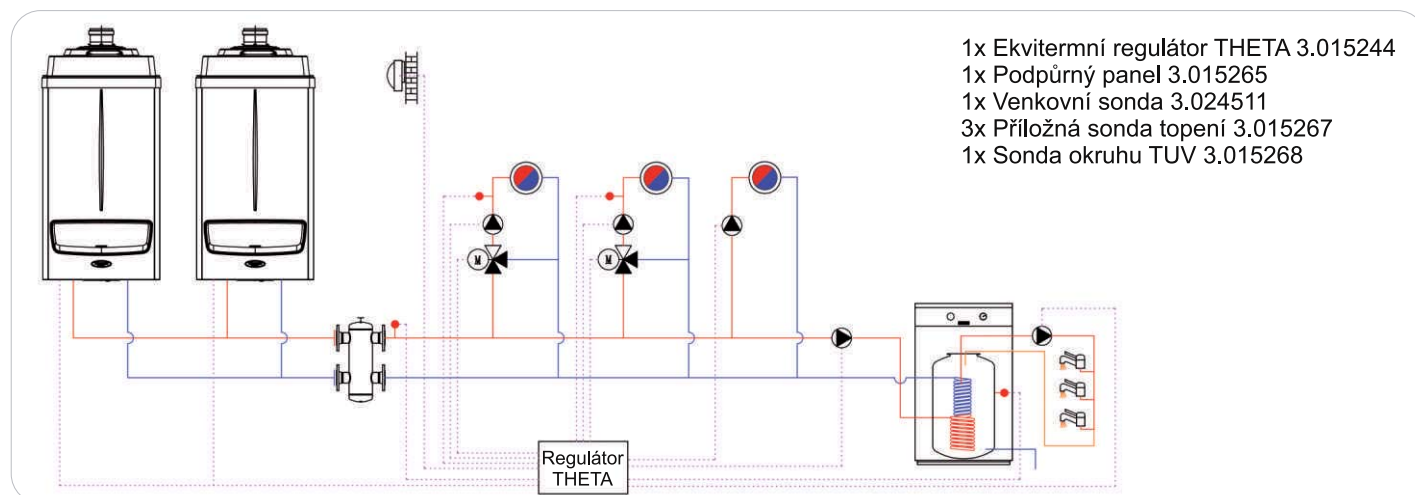 1x Ekvitermní regulátor THETA 3.015244
1x Podpůrný panel 3.015265
1x Venkovní sonda 3.024511
3x Příložná sonda topení 3.015267
1x Sonda okruhu TUV 3.015268
M
M
Regulátor
THETA